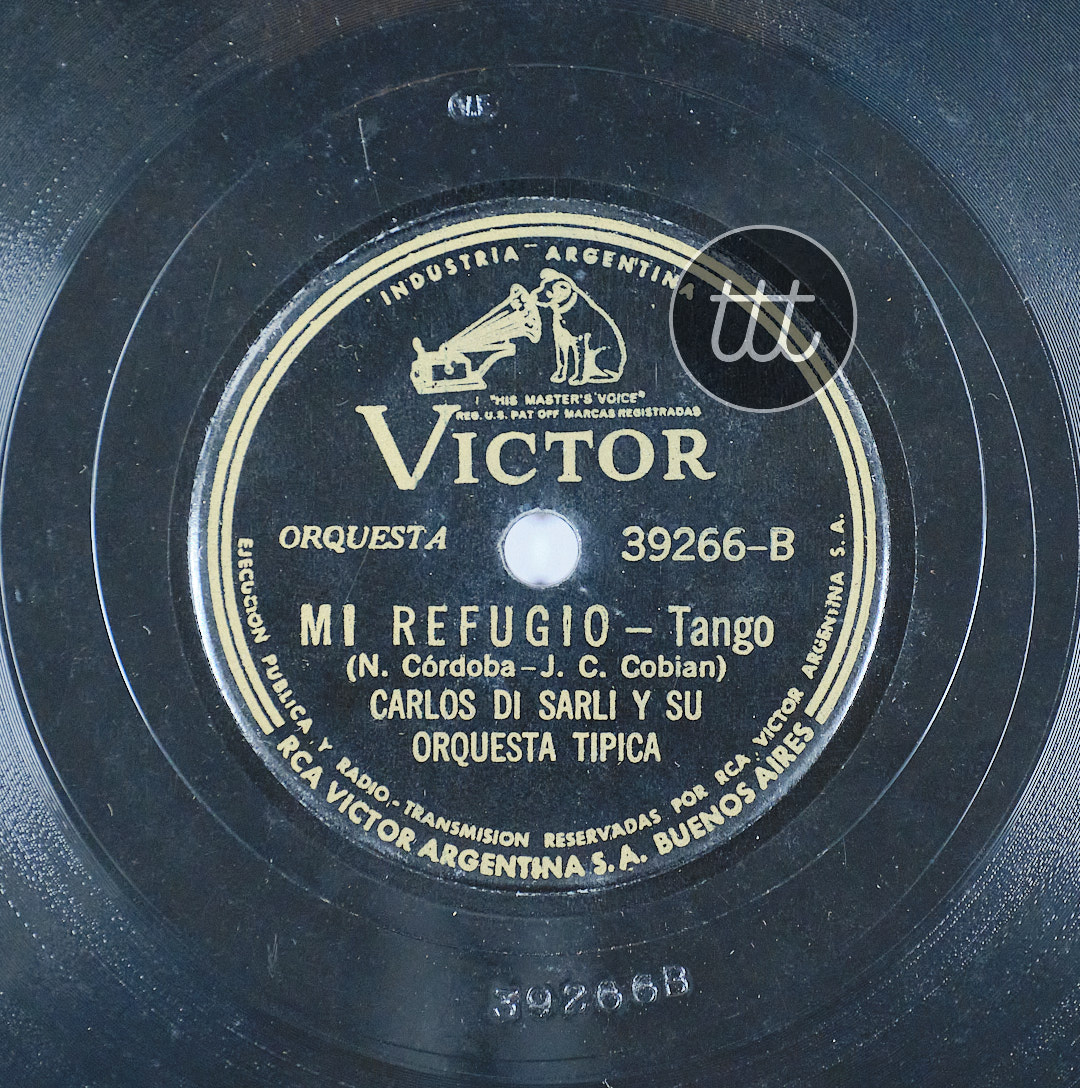 INDUSTRIA ARGENTINA
ttt
"HIS MASTER'S VOICE"
REG. U.S. PAT OFF MARCAS REGISTRADAS
VICTOR
ORQUESTA
39266-B
MI REFUGIO - Tango
(N. Córdoba - J. C. Cobian)
CARLOS DI SARLI Y SU
ORQUESTA TIPICA
EJECUCION PUBLICA Y RADIO-TRANSMISION RESERVADAS POR RCA VICTOR ARGENTINA S. A.
RCA VICTOR ARGENTINA S. A. BUENOS AIRES
39266B